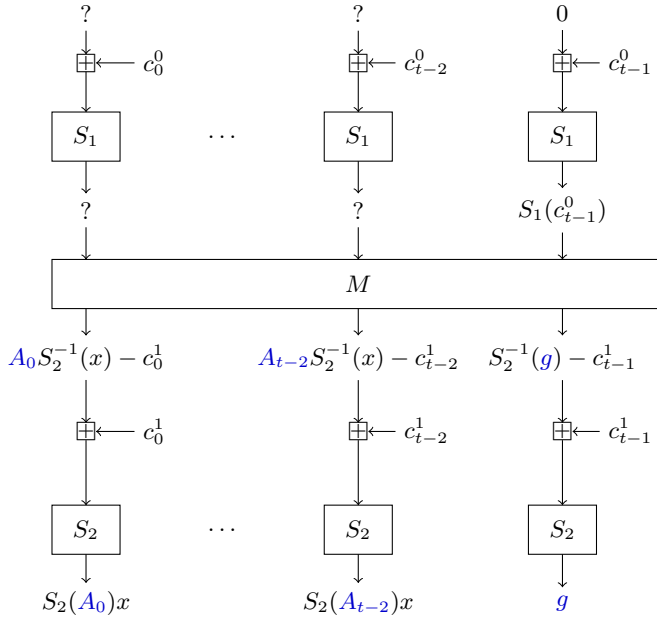 ? ? 0
$c_0^0$ $c_{t-2}^0$ $c_{t-1}^0$
$S_1$ … $S_1$ $S_1$
? ? $S_1(c_{t-1}^0)$
$M$
$A_0 S_2^{-1}(x) - c_0^1$ $A_{t-2} S_2^{-1}(x) - c_{t-2}^1$ $S_2^{-1}(g) - c_{t-1}^1$
$c_0^1$ $c_{t-2}^1$ $c_{t-1}^1$
$S_2$ … $S_2$ $S_2$
$S_2(A_0)x$ $S_2(A_{t-2})x$ $g$